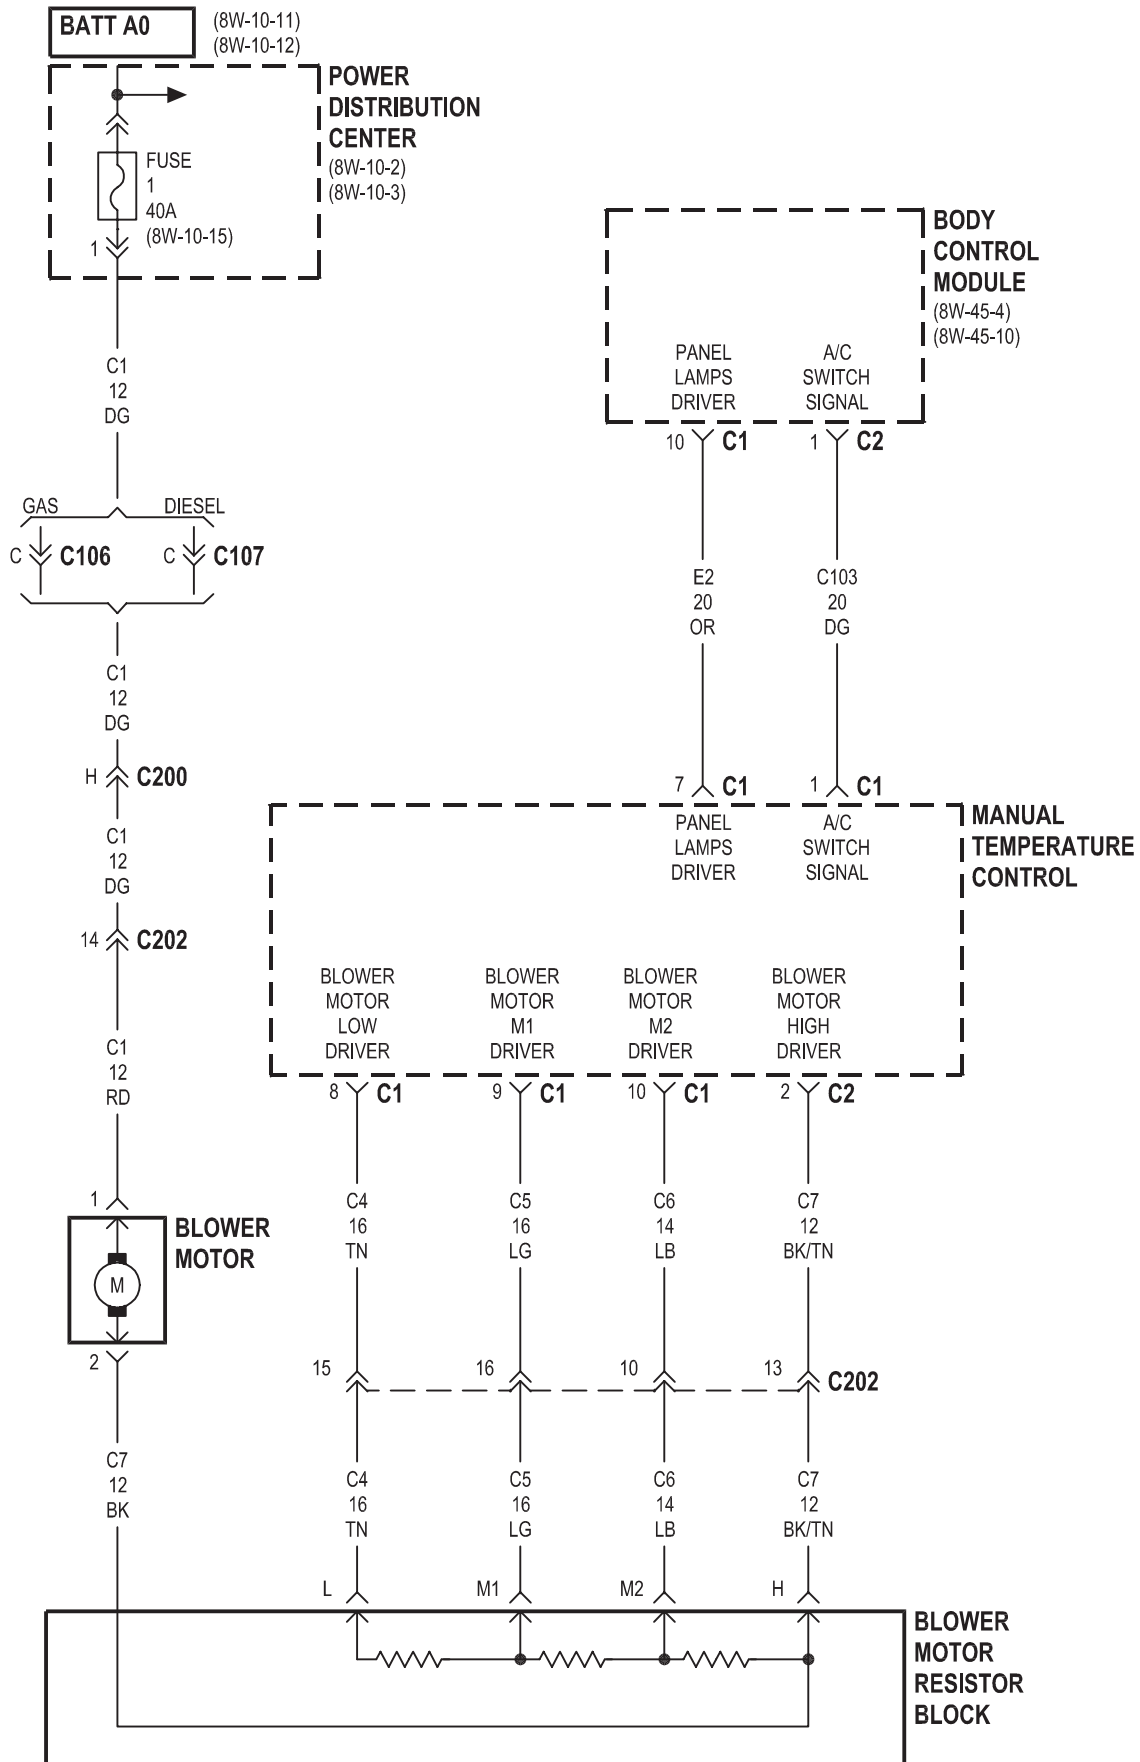 BATT A0
(8W-10-11)
(8W-10-12)
POWER
DISTRIBUTION
CENTER
(8W-10-2)
(8W-10-3)
FUSE
1
40A
(8W-10-15)
1
BODY
CONTROL
MODULE
(8W-45-4)
(8W-45-10)
PANEL
LAMPS
DRIVER
A/C
SWITCH
SIGNAL
10 C1
1 C2
C1
12
DG
GAS
DIESEL
C C106
C C107
E2
20
OR
C103
20
DG
C1
12
DG
H C200
C1
12
DG
14 C202
7 C1
1 C1
MANUAL
TEMPERATURE
CONTROL
PANEL
LAMPS
DRIVER
A/C
SWITCH
SIGNAL
BLOWER
MOTOR
LOW
DRIVER
BLOWER
MOTOR
M1
DRIVER
BLOWER
MOTOR
M2
DRIVER
BLOWER
MOTOR
HIGH
DRIVER
8 C1
9 C1
10 C1
2 C2
C1
12
RD
1
BLOWER
MOTOR
M
2
C4
16
TN
C5
16
LG
C6
14
LB
C7
12
BK/TN
15
16
10
13
C202
C7
12
BK
C4
16
TN
C5
16
LG
C6
14
LB
C7
12
BK/TN
L
M1
M2
H
BLOWER
MOTOR
RESISTOR
BLOCK